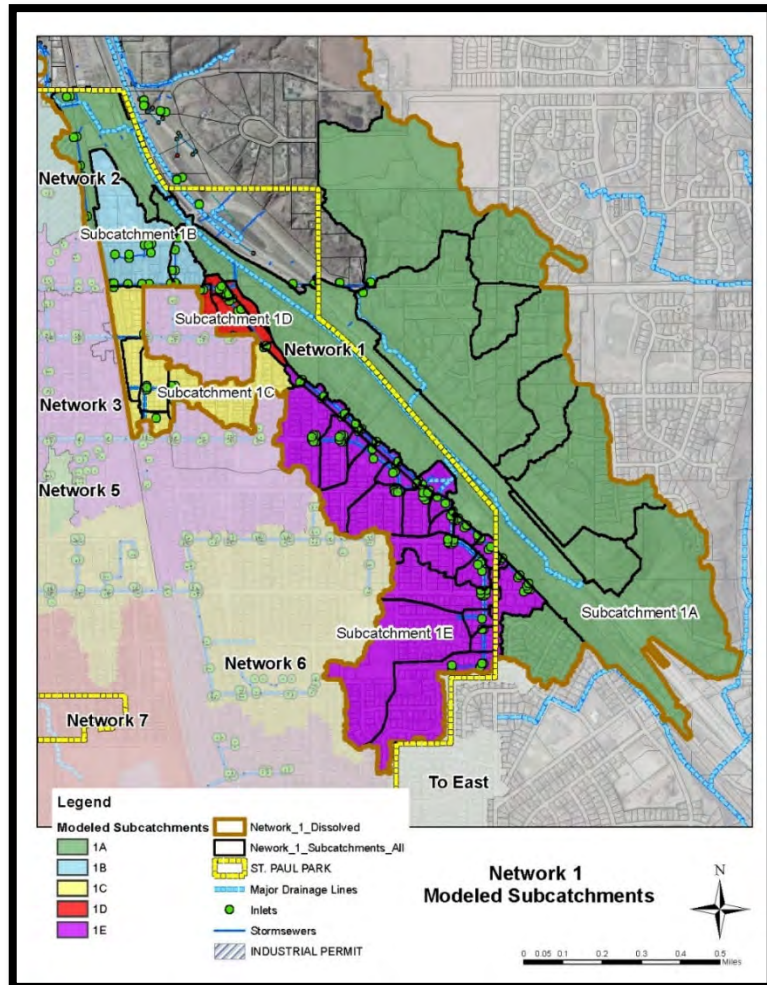 Network 2
Subcatchment 1B
Subcatchment 1D
Network 1
Subcatchment 1C
Network 3
Network 5
Subcatchment 1A
Subcatchment 1E
Network 6
Network 7
To East
Legend
Modeled Subcatchments
1A
1B
1C
1D
1E
Network_1_Dissolved
Nework_1_Subcatchments_All
ST. PAUL PARK
Major Drainage Lines
Inlets
Stormsewers
INDUSTRIAL PERMIT
Network 1
Modeled Subcatchments
N
0 0.05 0.1 0.2 0.3 0.4 0.5
Miles